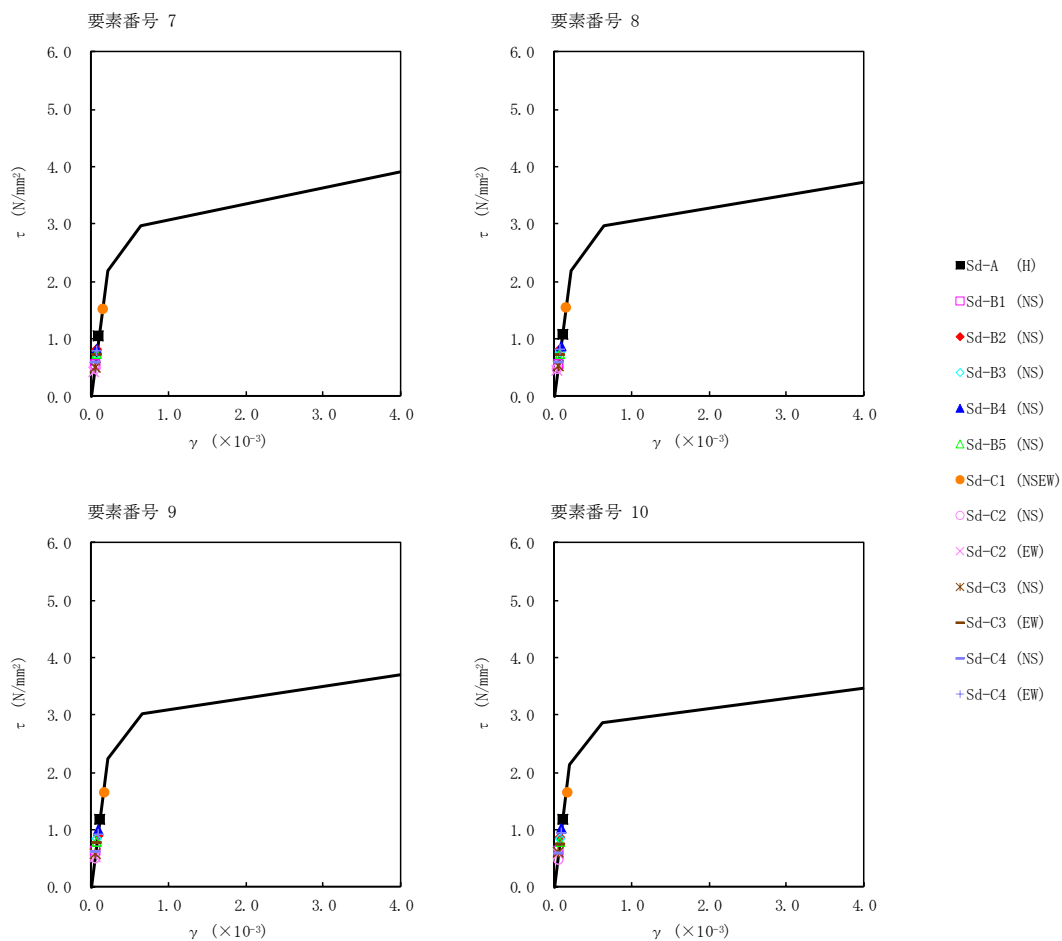 要素番号 7
6.0
5.0
4.0
3.0
2.0
1.0
0.0
τ (N/mm²)
0.0 1.0 2.0 3.0 4.0
γ (×10⁻³)
要素番号 8
6.0
5.0
4.0
3.0
2.0
1.0
0.0
τ (N/mm²)
0.0 1.0 2.0 3.0 4.0
γ (×10⁻³)
要素番号 9
6.0
5.0
4.0
3.0
2.0
1.0
0.0
τ (N/mm²)
0.0 1.0 2.0 3.0 4.0
γ (×10⁻³)
要素番号 10
6.0
5.0
4.0
3.0
2.0
1.0
0.0
τ (N/mm²)
0.0 1.0 2.0 3.0 4.0
γ (×10⁻³)
Sd-A (H)
Sd-B1 (NS)
Sd-B2 (NS)
Sd-B3 (NS)
Sd-B4 (NS)
Sd-B5 (NS)
Sd-C1 (NSEW)
Sd-C2 (NS)
Sd-C2 (EW)
Sd-C3 (NS)
Sd-C3 (EW)
Sd-C4 (NS)
Sd-C4 (EW)